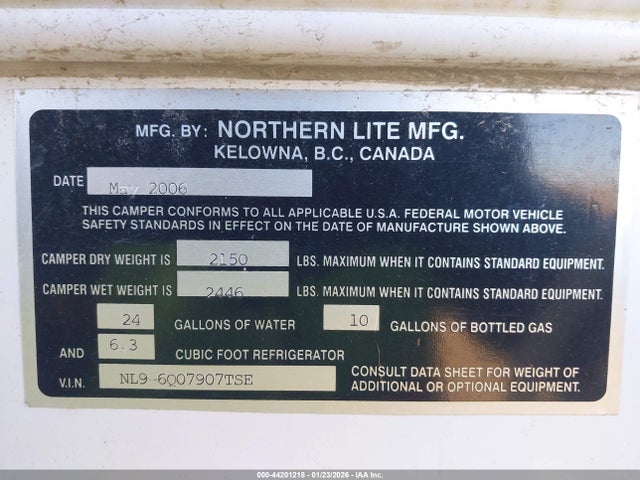 MFG. BY: NORTHERN LITE MFG.
KELOWNA, B.C., CANADA
DATE May 2006
THIS CAMPER CONFORMS TO ALL APPLICABLE U.S.A. FEDERAL MOTOR VEHICLE
SAFETY STANDARDS IN EFFECT ON THE DATE OF MANUFACTURE SHOWN ABOVE.
CAMPER DRY WEIGHT IS 2150 LBS. MAXIMUM WHEN IT CONTAINS STANDARD EQUIPMENT.
CAMPER WET WEIGHT IS 2446 LBS. MAXIMUM WHEN IT CONTAINS STANDARD EQUIPMENT.
24 GALLONS OF WATER 10 GALLONS OF BOTTLED GAS
AND 6.3 CUBIC FOOT REFRIGERATOR
V.I.N. NL9-6Q07907TSE CONSULT DATA SHEET FOR WEIGHT OF
ADDITIONAL OR OPTIONAL EQUIPMENT.
000-44201218 - 01/23/2026 - IAA Inc.